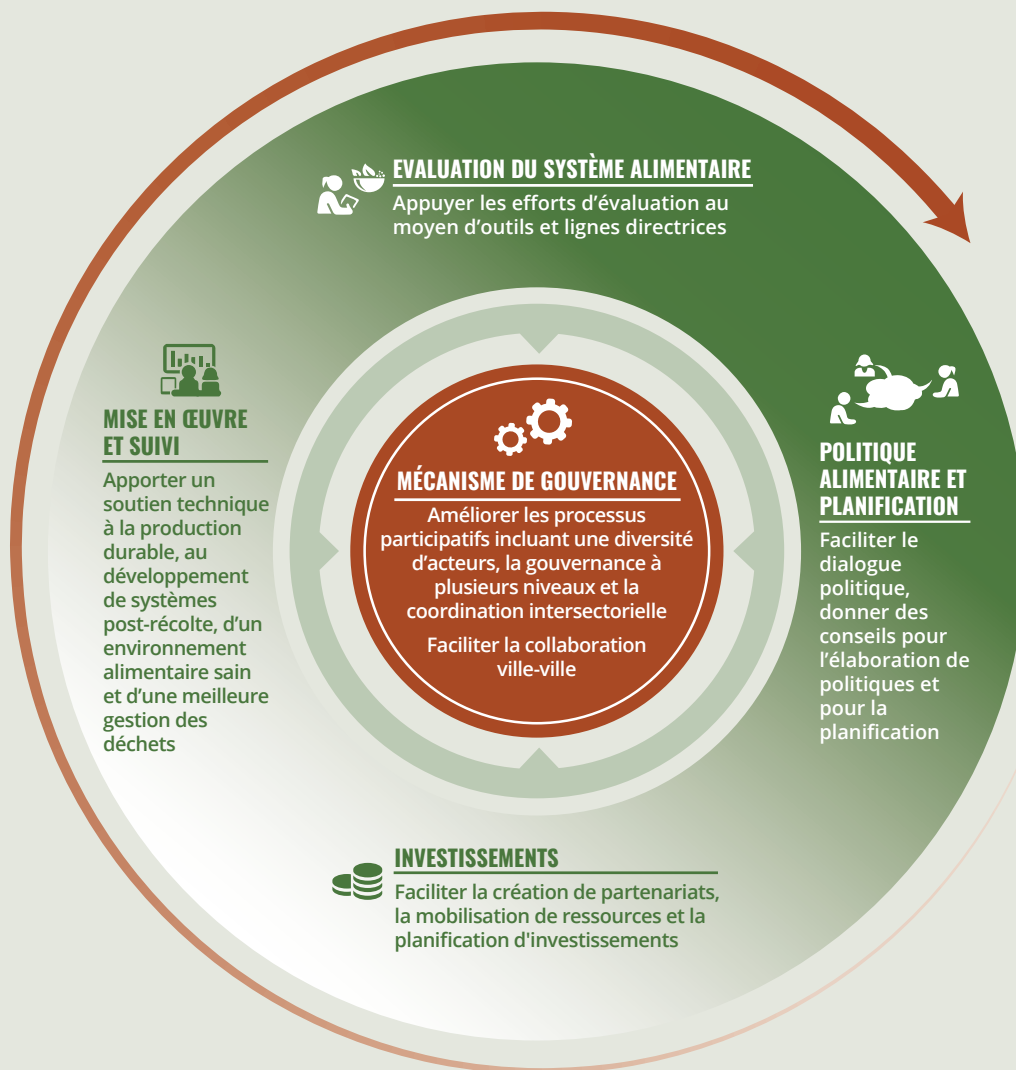 EVALUATION DU SYSTÈME ALIMENTAIRE
Appuyer les efforts d’évaluation au
moyen d’outils et lignes directrices
POLITIQUE
ALIMENTAIRE ET
PLANIFICATION
Faciliter le
dialogue
politique,
donner des
conseils pour
l’élaboration de
politiques et
pour la
planification
INVESTISSEMENTS
Faciliter la création de partenariats,
la mobilisation de ressources et la
planification d'investissements
MISE EN ŒUVRE
ET SUIVI
Apporter un
soutien technique
à la production
durable, au
développement
de systèmes
post-récolte, d’un
environnement
alimentaire sain
et d’une meilleure
gestion des
déchets
MÉCANISME DE GOUVERNANCE
Améliorer les processus
participatifs incluant une diversité
d’acteurs, la gouvernance à
plusieurs niveaux et la
coordination intersectorielle
Faciliter la collaboration
ville-ville